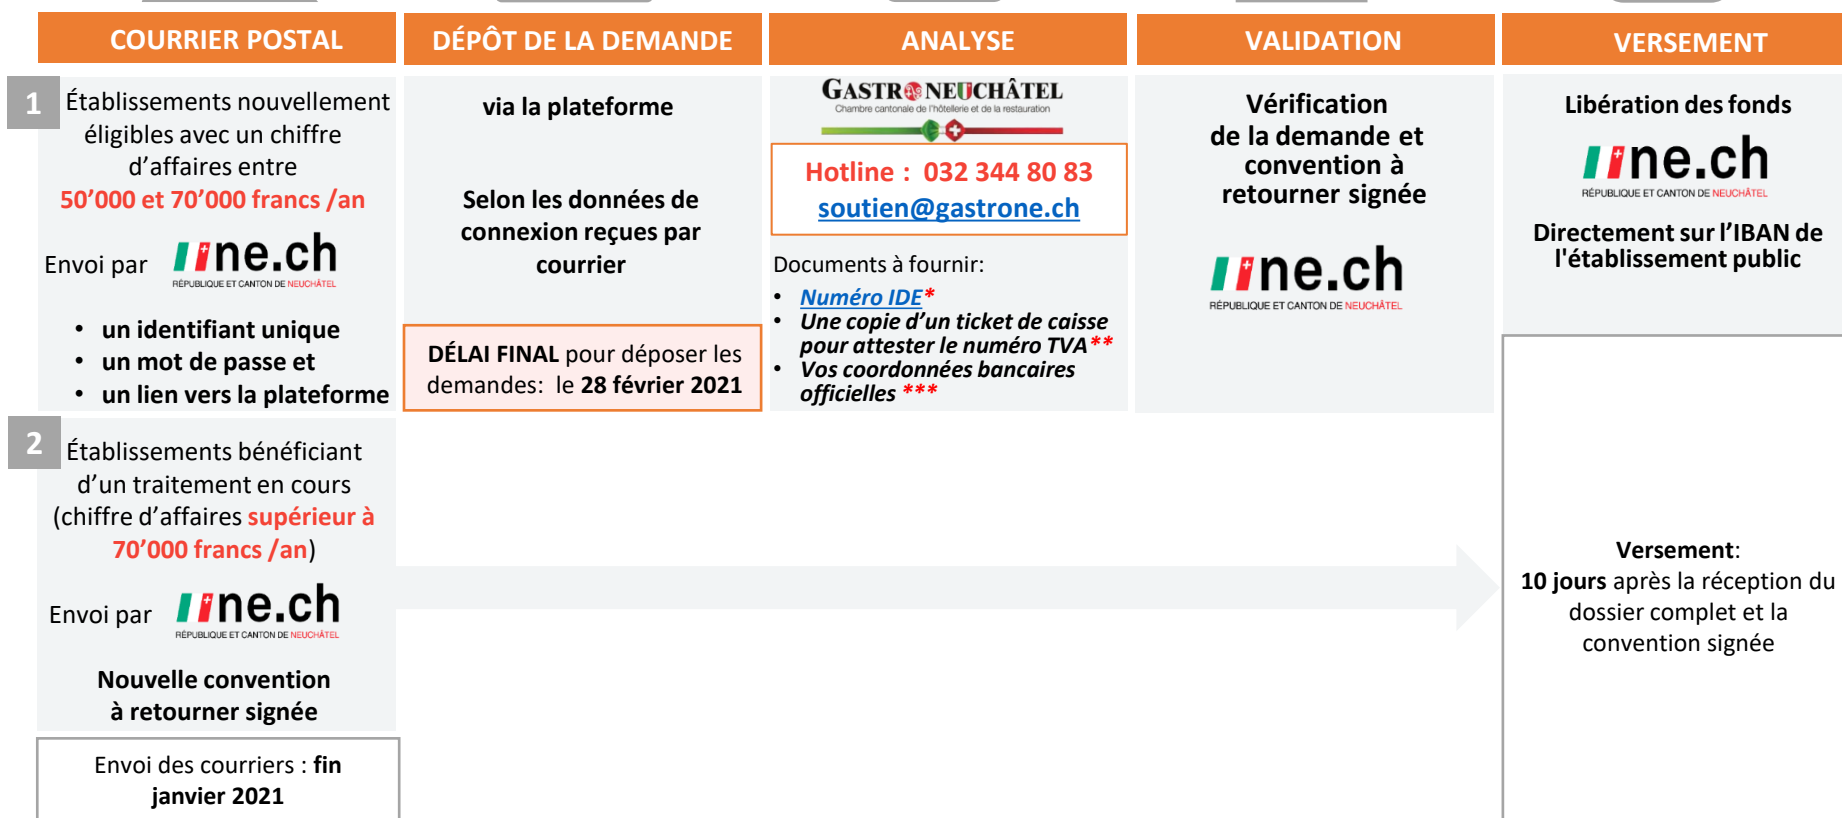 COURRIER POSTAL
1
Établissements nouvellement
éligibles avec un chiffre
d’affaires entre
50’000 et 70’000 francs /an
Envoi par
ne.ch
RÉPUBLIQUE ET CANTON DE NEUCHÂTEL
• un identifiant unique
• un mot de passe et
• un lien vers la plateforme
2
Établissements bénéficiant
d’un traitement en cours
(chiffre d’affaires supérieur à
70’000 francs /an)
Envoi par
ne.ch
RÉPUBLIQUE ET CANTON DE NEUCHÂTEL
Nouvelle convention
à retourner signée
Envoi des courriers : fin
janvier 2021
DÉPÔT DE LA DEMANDE
via la plateforme
Selon les données de
connexion reçues par
courrier
DÉLAI FINAL pour déposer les
demandes: le 28 février 2021
ANALYSE
GASTRONEUCHÂTEL
Chambre cantonale de l’hôtellerie et de la restauration
Hotline : 032 344 80 83
soutien@gastrone.ch
Documents à fournir:
• Numéro IDE*
• Une copie d’un ticket de caisse
pour attester le numéro TVA**
• Vos coordonnées bancaires
officielles ***
VALIDATION
Vérification
de la demande et
convention à
retourner signée
ne.ch
RÉPUBLIQUE ET CANTON DE NEUCHÂTEL
VERSEMENT
Libération des fonds
ne.ch
RÉPUBLIQUE ET CANTON DE NEUCHÂTEL
Directement sur l’IBAN de
l'établissement public
Versement:
10 jours après la réception du
dossier complet et la
convention signée